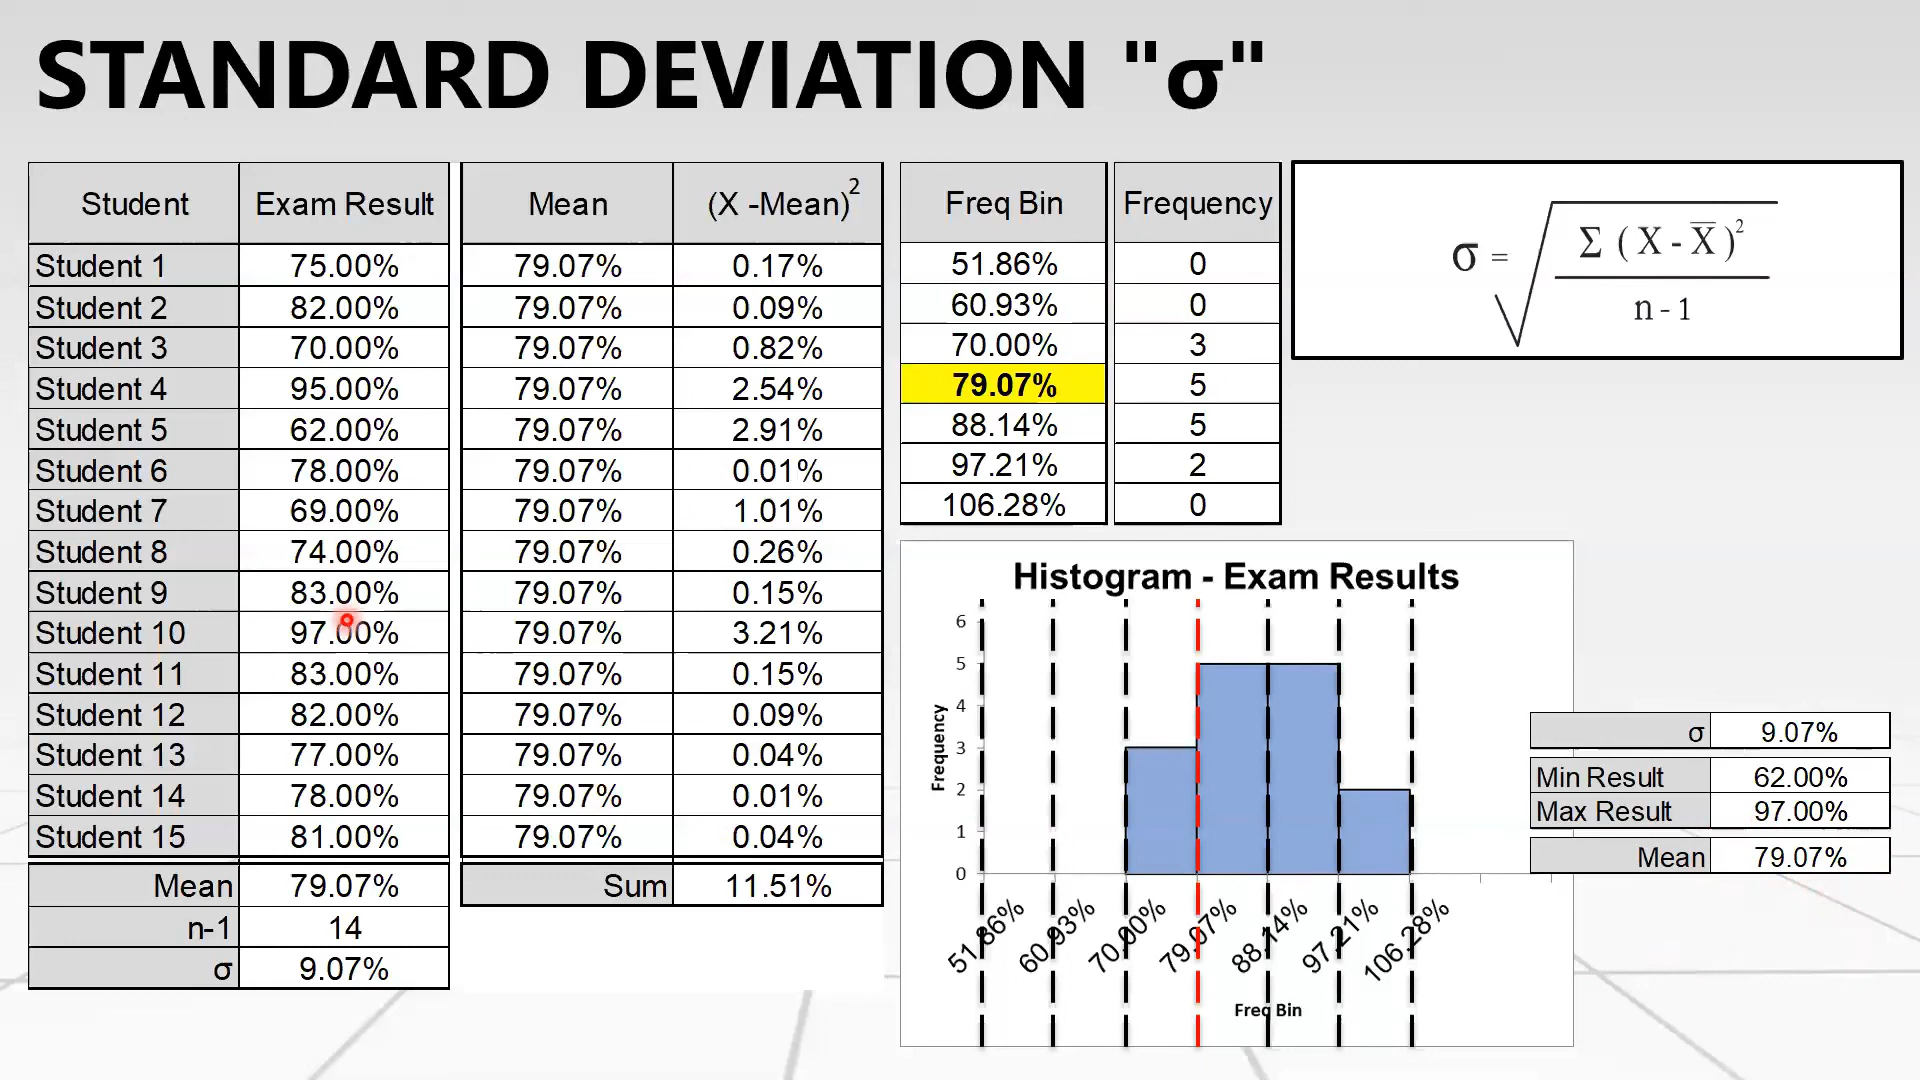 STANDARD DEVIATION "σ"
Student Exam Result Mean (X -Mean)²
Student 1 75.00% 79.07% 0.17%
Student 2 82.00% 79.07% 0.09%
Student 3 70.00% 79.07% 0.82%
Student 4 95.00% 79.07% 2.54%
Student 5 62.00% 79.07% 2.91%
Student 6 78.00% 79.07% 0.01%
Student 7 69.00% 79.07% 1.01%
Student 8 74.00% 79.07% 0.26%
Student 9 83.00% 79.07% 0.15%
Student 10 97.00% 79.07% 3.21%
Student 11 83.00% 79.07% 0.15%
Student 12 82.00% 79.07% 0.09%
Student 13 77.00% 79.07% 0.04%
Student 14 78.00% 79.07% 0.01%
Student 15 81.00% 79.07% 0.04%
Mean 79.07% Sum 11.51%
n-1 14
σ 9.07%
Freq Bin Frequency
51.86% 0
60.93% 0
70.00% 3
79.07% 5
88.14% 5
97.21% 2
106.28% 0
σ = √ Σ ( X - X̅ )²
n - 1
Histogram - Exam Results
Frequency
6
5
4
3
2
1
0
51.86% 60.93% 70.00% 79.07% 88.14% 97.21% 106.28%
Freq Bin
σ 9.07%
Min Result 62.00%
Max Result 97.00%
Mean 79.07%